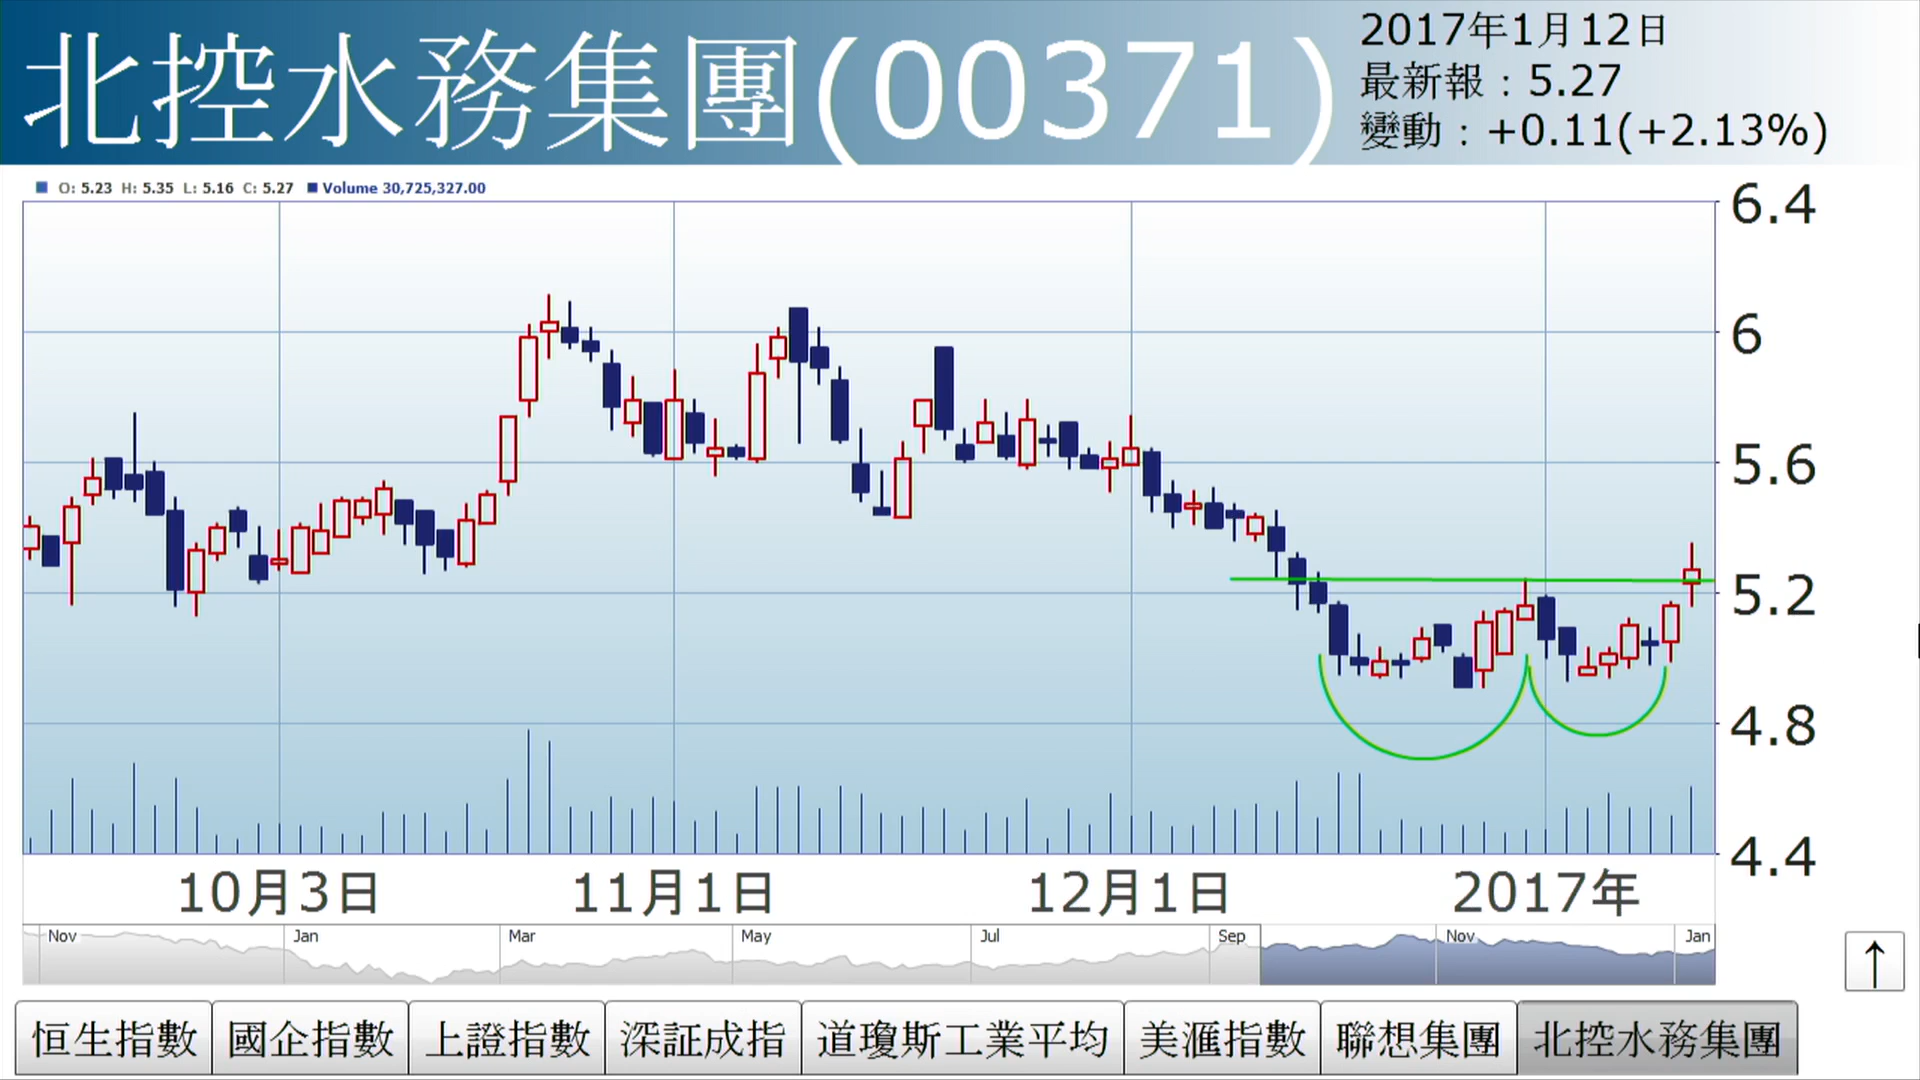 北控水務集團(00371)
2017年1月12日
最新報：5.27
變動：+0.11(+2.13%)
O: 5.23 H: 5.35 L: 5.16 C: 5.27 Volume 30,725,327.00
6.4
6
5.6
5.2
4.8
4.4
10月3日 11月1日 12月1日 2017年
Nov Jan Mar May Jul Sep Nov Jan
↑
恒生指數 國企指數 上證指數 深証成指 道瓊斯工業平均 美滙指數 聯想集團 北控水務集團